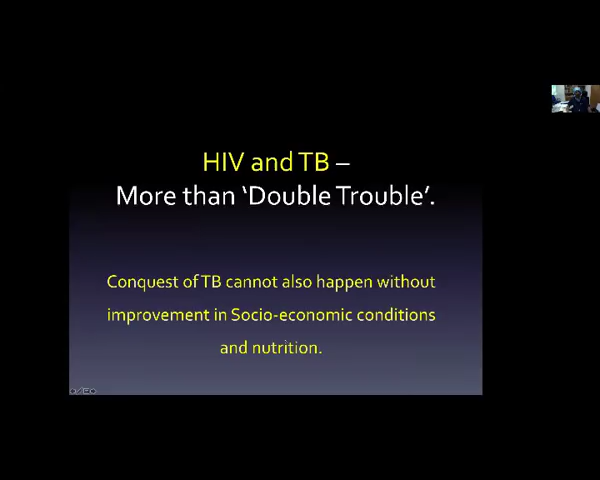 HIV and TB –
More than ‘Double Trouble’.
Conquest of TB cannot also happen without
improvement in Socio-economic conditions
and nutrition.